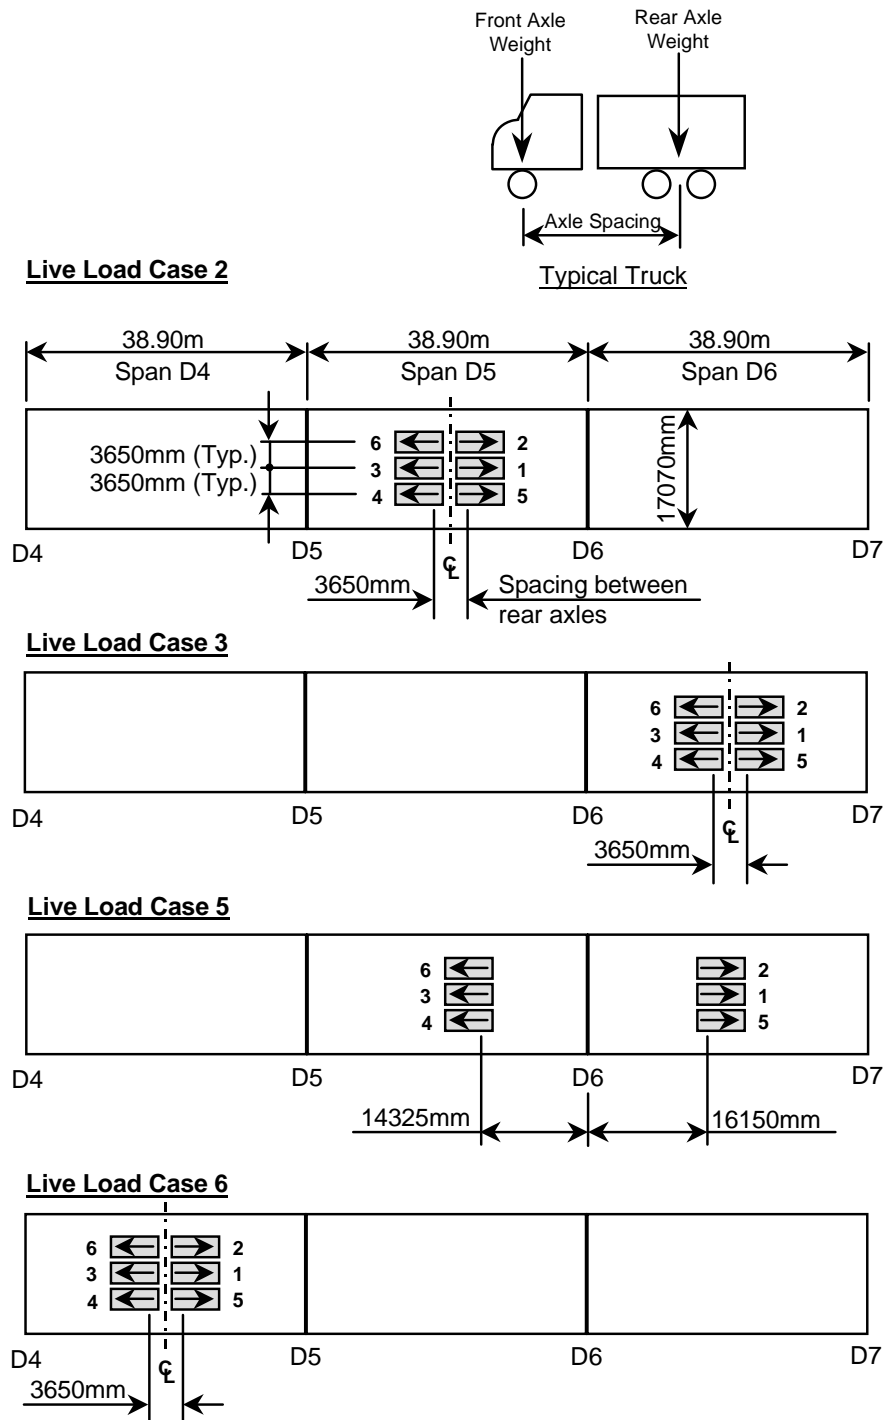 Front Axle
Weight
Rear Axle
Weight
Axle Spacing
Typical Truck
Live Load Case 2
38.90m
38.90m
38.90m
Span D4
Span D5
Span D6
3650mm (Typ.)
3650mm (Typ.)
6
2
3
1
4
5
17070mm
D4
D5
D6
D7
℄
3650mm
Spacing between
rear axles
Live Load Case 3
6
2
3
1
4
5
D4
D5
D6
D7
℄
3650mm
Live Load Case 5
6
2
3
1
4
5
D4
D5
D6
D7
14325mm
16150mm
Live Load Case 6
6
2
3
1
4
5
D4
D5
D6
D7
℄
3650mm